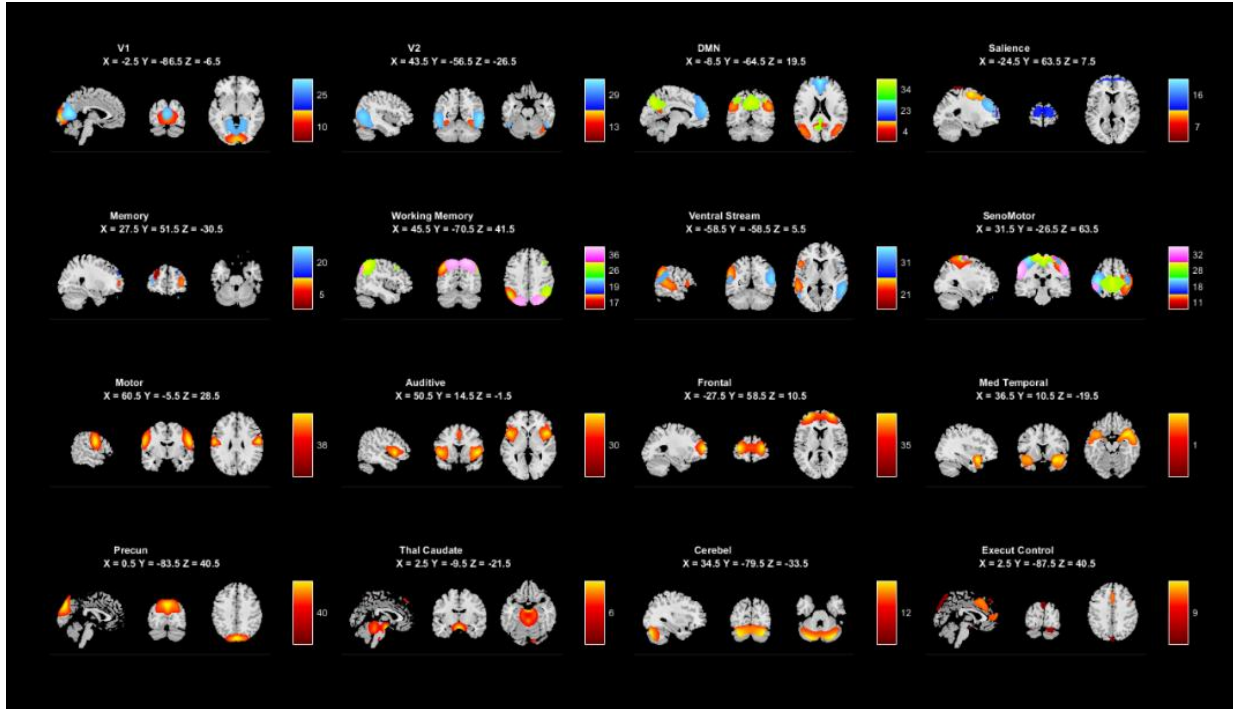 V1
X = -2.5 Y = -86.5 Z = -6.5
25
10
V2
X = 43.5 Y = -56.5 Z = -26.5
29
13
DMN
X = -8.5 Y = -64.5 Z = 19.5
34
23
4
Salience
X = -24.5 Y = 63.5 Z = 7.5
16
7
Memory
X = 27.5 Y = 51.5 Z = -30.5
20
5
Working Memory
X = 45.5 Y = -70.5 Z = 41.5
36
26
19
17
Ventral Stream
X = -58.5 Y = -58.5 Z = 5.5
31
21
SenoMotor
X = 31.5 Y = -26.5 Z = 63.5
32
28
18
11
Motor
X = 60.5 Y = -5.5 Z = 28.5
38
Auditive
X = 50.5 Y = 14.5 Z = -1.5
30
Frontal
X = -27.5 Y = 58.5 Z = 10.5
35
Med Temporal
X = 36.5 Y = 10.5 Z = -19.5
1
Precun
X = 0.5 Y = -83.5 Z = 40.5
40
Thal Caudate
X = 2.5 Y = -9.5 Z = -21.5
6
Cerebel
X = 34.5 Y = -79.5 Z = -33.5
12
Execut Control
X = 2.5 Y = -87.5 Z = 40.5
9